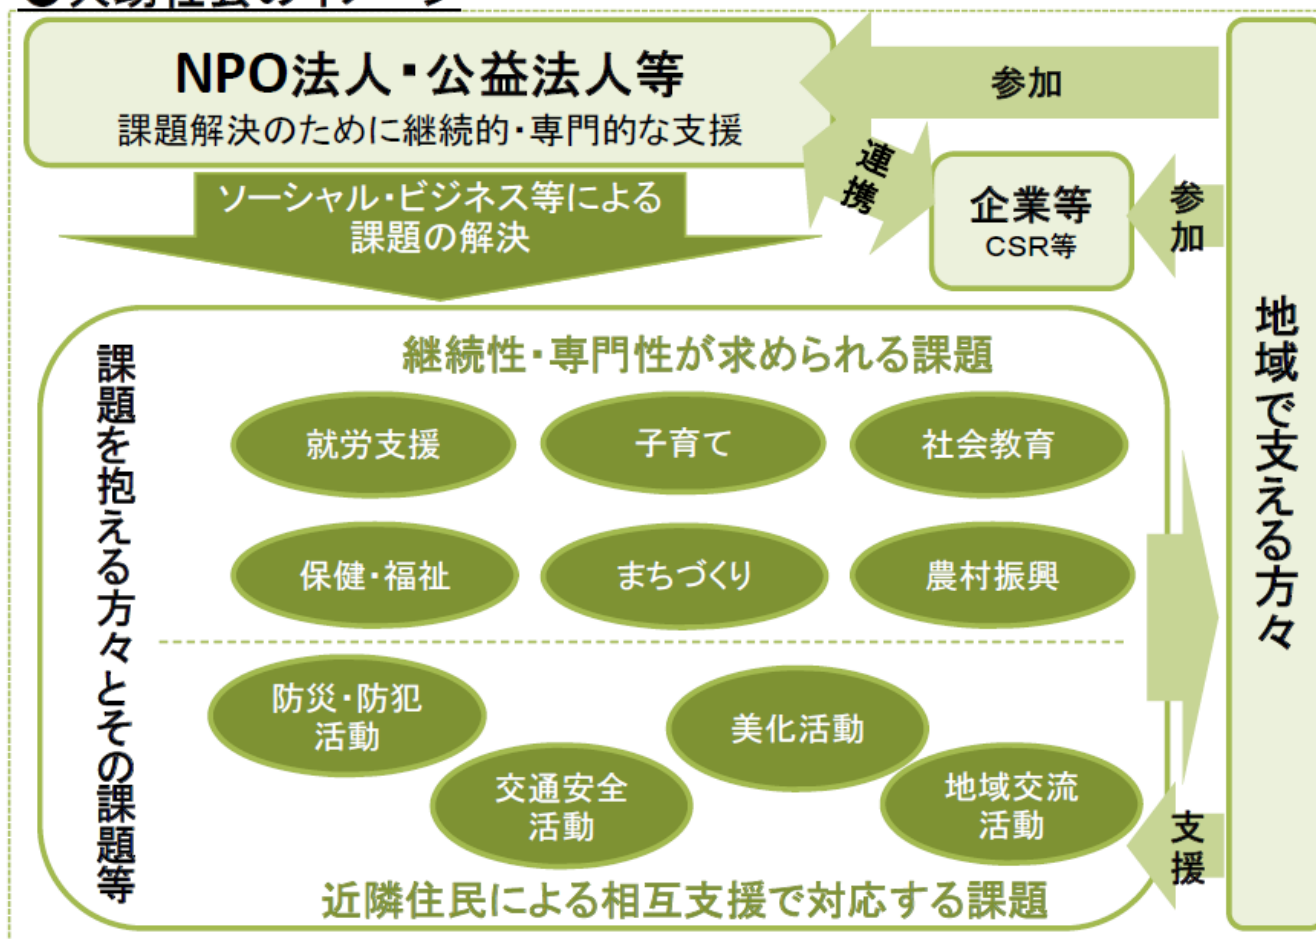 NPO法人・公益法人等
課題解決のために継続的・専門的な支援
参加
連携
企業等
CSR等
参加
ソーシャル・ビジネス等による
課題の解決
地域で支える方々
課題を抱える方々とその課題等
継続性・専門性が求められる課題
就労支援
子育て
社会教育
保健・福祉
まちづくり
農村振興
防災・防犯
活動
美化活動
交通安全
活動
地域交流
活動
支援
近隣住民による相互支援で対応する課題